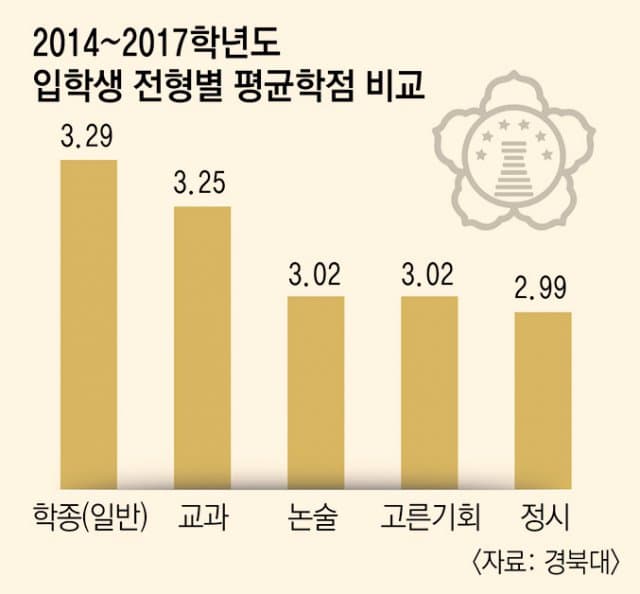 2014~2017학년도
입학생 전형별 평균학점 비교
3.29
3.25
3.02
3.02
2.99
학종(일반)
교과
논술
고른기회
정시
〈자료: 경북대〉